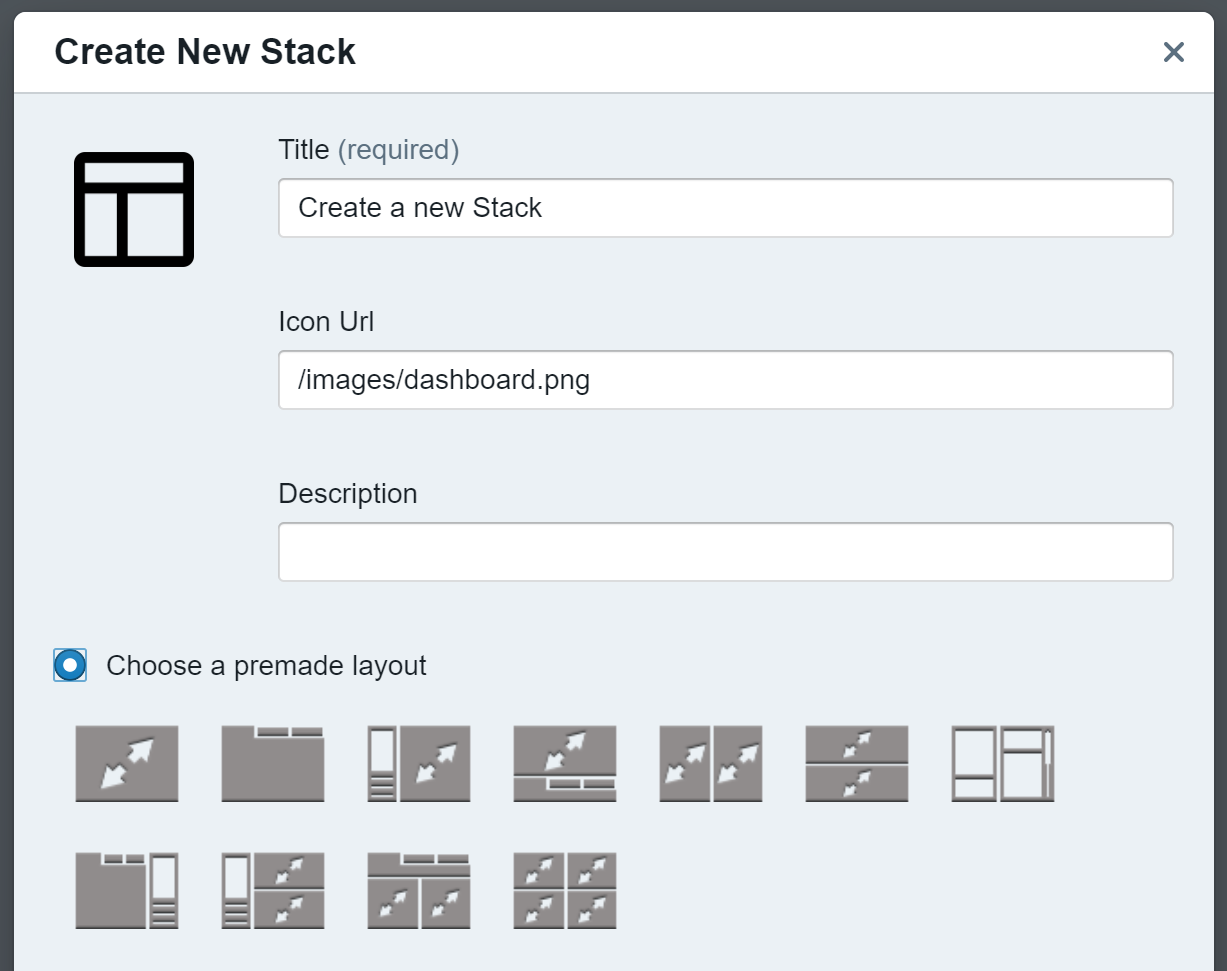 Create New Stack
Title (required)
Create a new Stack
Icon Url
/images/dashboard.png
Description
Choose a premade layout